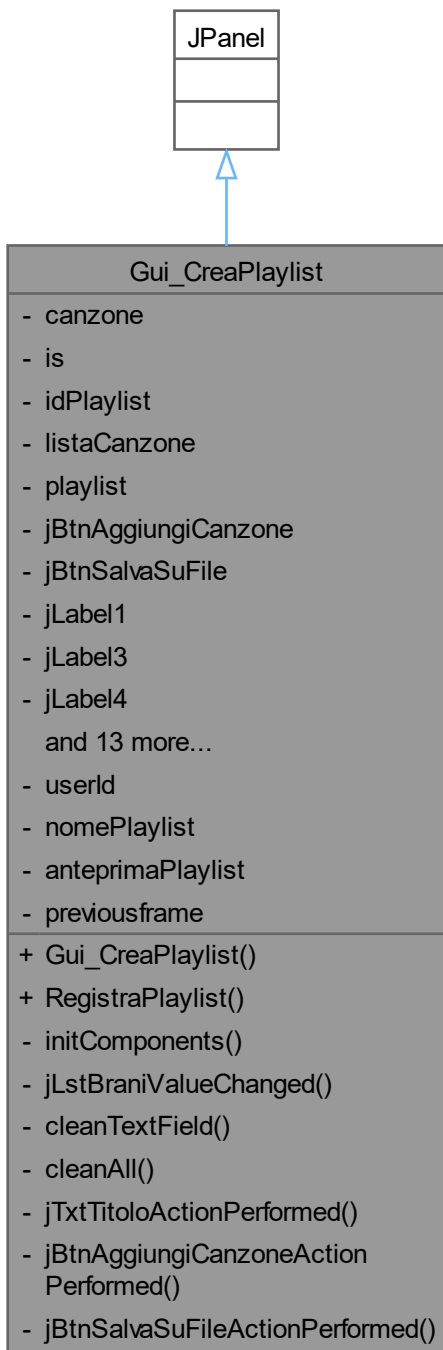 JPanel
Gui_CreaPlaylist
- canzone
- is
- idPlaylist
- listaCanzone
- playlist
- jBtnAggiungiCanzone
- jBtnSalvaSuFile
- jLabel1
- jLabel3
- jLabel4
and 13 more...
- userId
- nomePlaylist
- anteprimaPlaylist
- previousframe
+ Gui_CreaPlaylist()
+ RegistraPlaylist()
- initComponents()
- jLstBraniValueChanged()
- cleanTextField()
- cleanAll()
- jTxtTitoloActionPerformed()
- jBtnAggiungiCanzoneAction
Performed()
- jBtnSalvaSuFileActionPerformed()